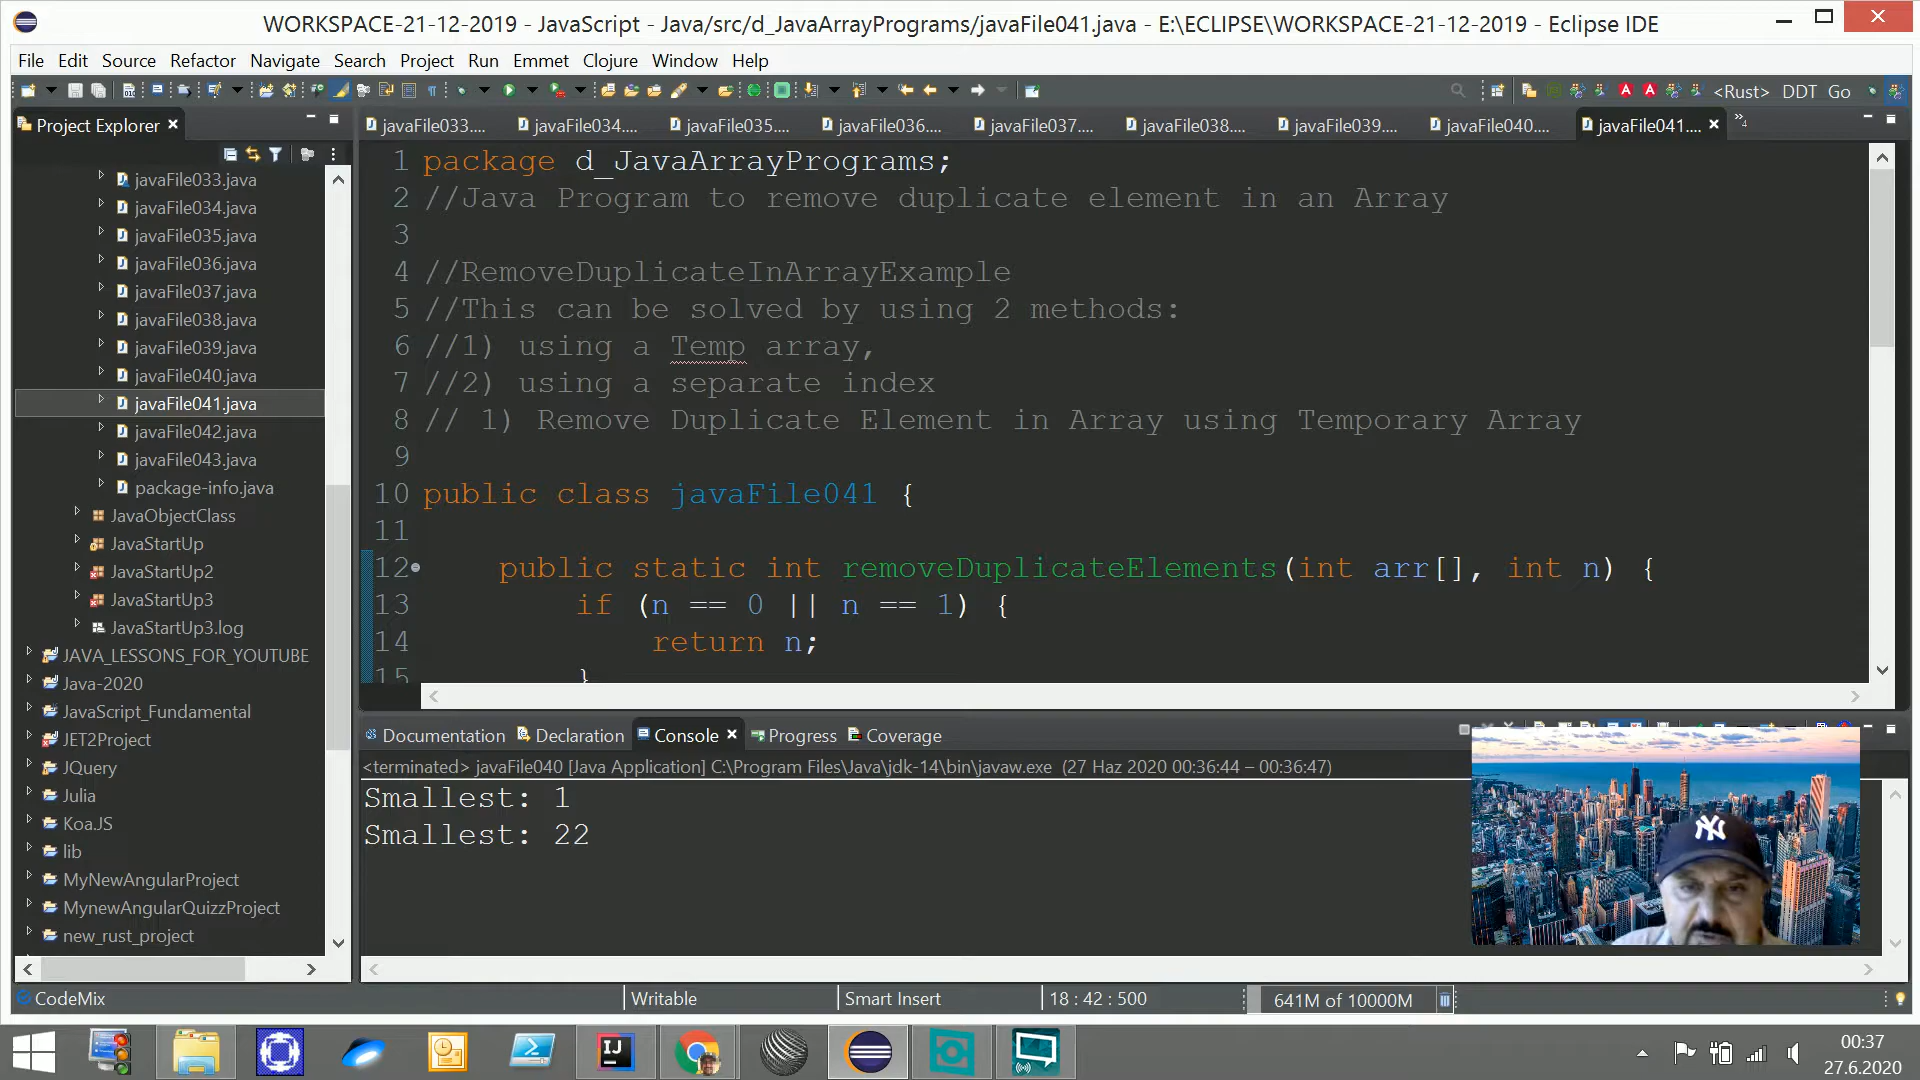 WORKSPACE-21-12-2019 - JavaScript - Java/src/d_JavaArrayPrograms/javaFile041.java - E:\ECLIPSE\WORKSPACE-21-12-2019 - Eclipse IDE
File Edit Source Refactor Navigate Search Project Run Emmet Clojure Window Help
<Rust> DDT Go
Project Explorer
javaFile033.... javaFile034.... javaFile035.... javaFile036.... javaFile037.... javaFile038.... javaFile039.... javaFile040.... javaFile041.... »4
javaFile033.java
javaFile034.java
javaFile035.java
javaFile036.java
javaFile037.java
javaFile038.java
javaFile039.java
javaFile040.java
javaFile041.java
javaFile042.java
javaFile043.java
package-info.java
JavaObjectClass
JavaStartUp
JavaStartUp2
JavaStartUp3
JavaStartUp3.log
JAVA_LESSONS_FOR_YOUTUBE
Java-2020
JavaScript_Fundamental
JET2Project
JQuery
Julia
Koa.JS
lib
MyNewAngularProject
MynewAngularQuizzProject
new_rust_project
1 package d_JavaArrayPrograms;
2 //Java Program to remove duplicate element in an Array
3
4 //RemoveDuplicateInArrayExample
5 //This can be solved by using 2 methods:
6 //1) using a Temp array,
7 //2) using a separate index
8 // 1) Remove Duplicate Element in Array using Temporary Array
9
10 public class javaFile041 {
11
12 public static int removeDuplicateElements(int arr[], int n) {
13 if (n == 0 || n == 1) {
14 return n;
15 }
Documentation Declaration Console Progress Coverage
<terminated> javaFile040 [Java Application] C:\Program Files\Java\jdk-14\bin\javaw.exe (27 Haz 2020 00:36:44 – 00:36:47)
Smallest: 1
Smallest: 22
NY
CodeMix Writable Smart Insert 18 : 42 : 500 641M of 10000M
IJ
00:37
27.6.2020